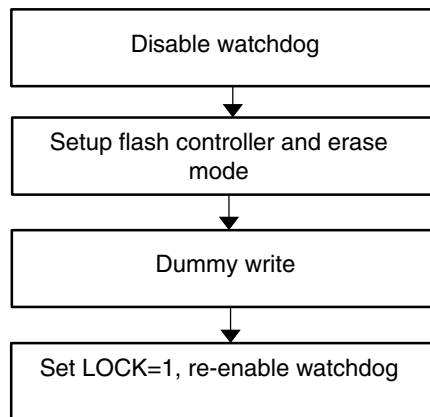 Disable watchdog
Setup flash controller and erase
mode
Dummy write
Set LOCK=1, re-enable watchdog